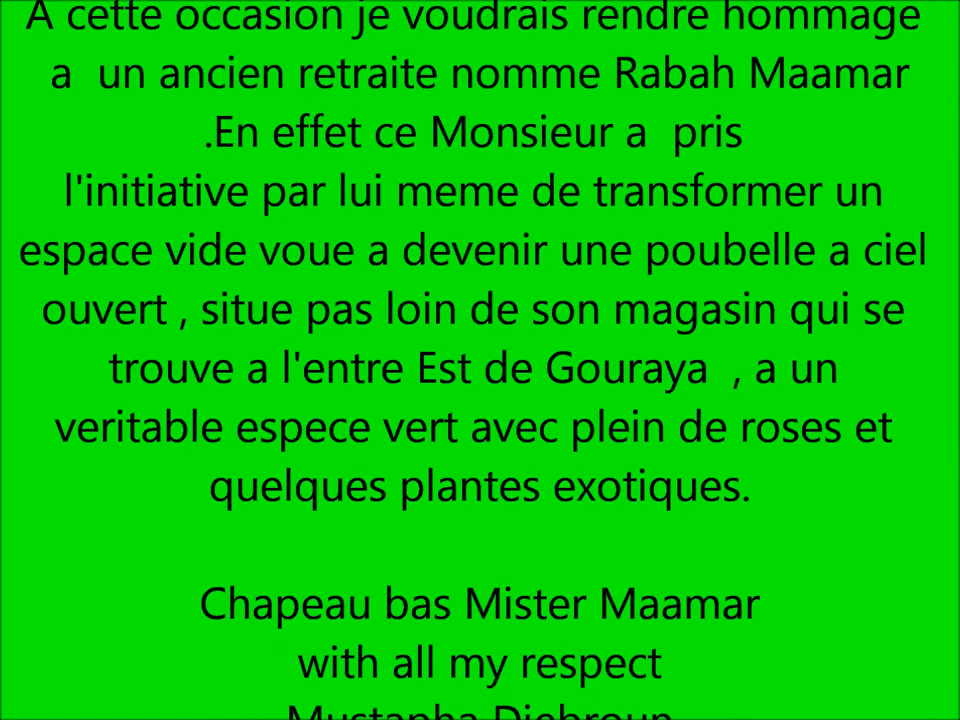 A cette occasion je voudrais rendre hommage
a  un ancien retraite nomme Rabah Maamar
.En effet ce Monsieur a  pris
l'initiative par lui meme de transformer un
espace vide voue a devenir une poubelle a ciel
ouvert , situe pas loin de son magasin qui se
trouve a l'entre Est de Gouraya  , a un
veritable espece vert avec plein de roses et
quelques plantes exotiques.
Chapeau bas Mister Maamar
with all my respect
Mustapha Djebroun